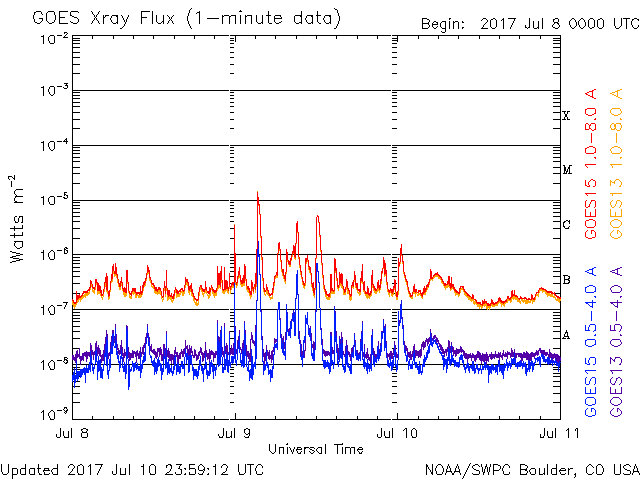 GOES Xray Flux (1-minute data)
Begin: 2017 Jul 8 0000 UTC
10-2
10-3
10-4
10-5
10-6
10-7
10-8
10-9
Watts m-2
X
M
C
B
A
GOES15 1.0-8.0 A
GOES13 1.0-8.0 A
GOES15 0.5-4.0 A
GOES13 0.5-4.0 A
Jul 8
Jul 9
Jul 10
Jul 11
Universal Time
Updated 2017 Jul 10 23:59:12 UTC
NOAA/SWPC Boulder, CO USA